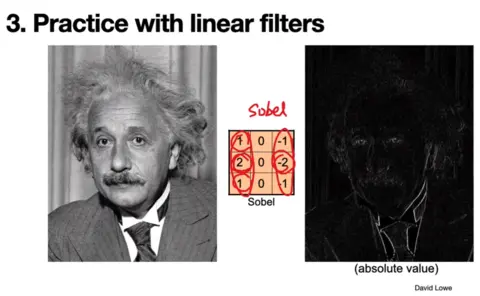 3. Practice with linear filters
Sobel
1 0 -1
2 0 -2
1 0 1
Sobel
(absolute value)
David Lowe